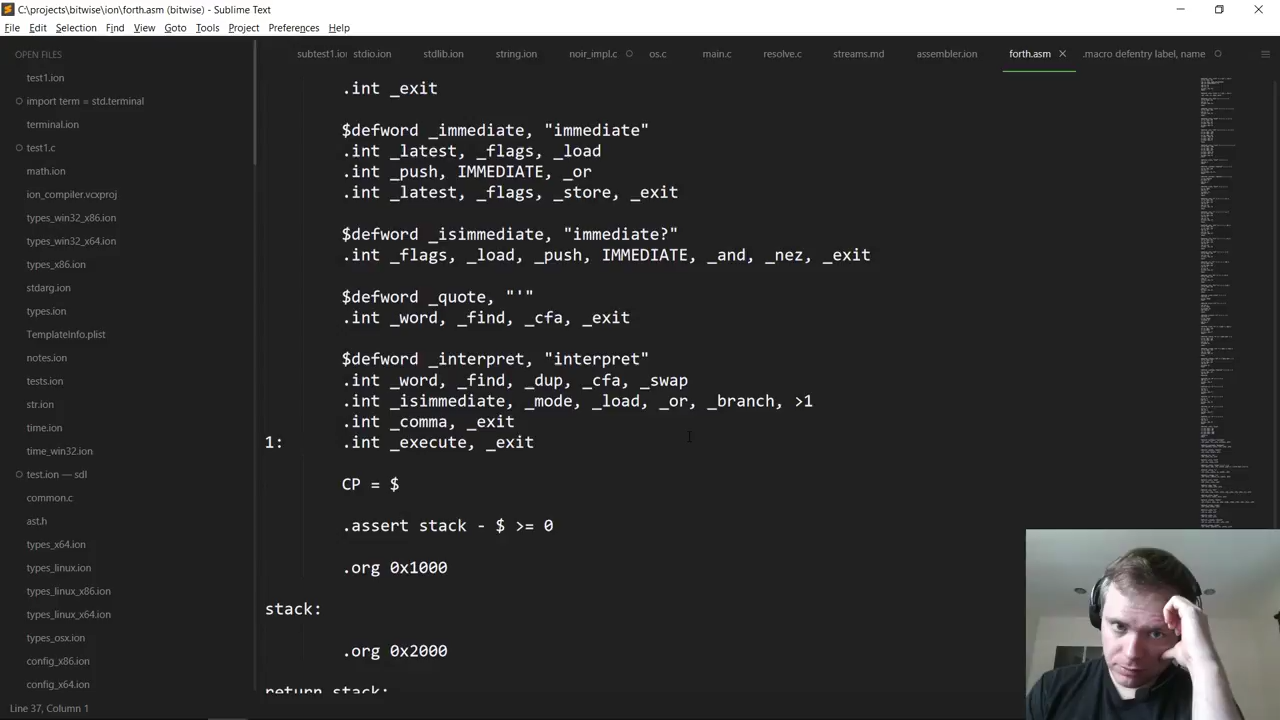 C:\projects\bitwise\ion\forth.asm (bitwise) - Sublime Text
File Edit Selection Find View Goto Tools Project Preferences Help
OPEN FILES
test1.ion
import term = std.terminal
terminal.ion
test1.c
math.ion
ion_compiler.vcxproj
types_win32_x86.ion
types_win32_x64.ion
types_x86.ion
stdarg.ion
types.ion
TemplateInfo.plist
notes.ion
tests.ion
str.ion
time.ion
time_win32.ion
test.ion — sdl
common.c
ast.h
types_x64.ion
types_linux.ion
types_linux_x86.ion
types_linux_x64.ion
types_osx.ion
config_x86.ion
config_x64.ion
subtest1.ion stdio.ion stdlib.ion string.ion noir_impl.c os.c main.c resolve.c streams.md assembler.ion forth.asm .macro defentry label, name
.int _exit
$defword _immediate, "immediate"
.int _latest, _flags, _load
.int _push, IMMEDIATE, _or
.int _latest, _flags, _store, _exit
$defword _isimmediate, "immediate?"
.int _flags, _load, _push, IMMEDIATE, _and, _nez, _exit
$defword _quote, "'"
.int _word, _find, _cfa, _exit
$defword _interpret, "interpret"
.int _word, _find, _dup, _cfa, _swap
.int _isimmediate, _mode, _load, _or, _branch, >1
.int _comma, _exit
1: .int _execute, _exit
CP = $
.assert stack - $ >= 0
.org 0x1000
stack:
.org 0x2000
return_stack:
Line 37, Column 1